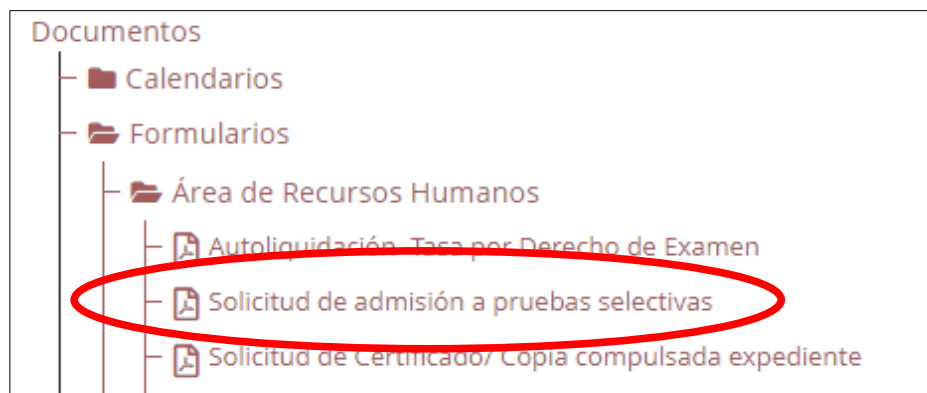 Documentos
Calendarios
Formularios
Área de Recursos Humanos
Autoliquidación- Tasa por Derecho de Examen
Solicitud de admisión a pruebas selectivas
Solicitud de Certificado/ Copia compulsada expediente